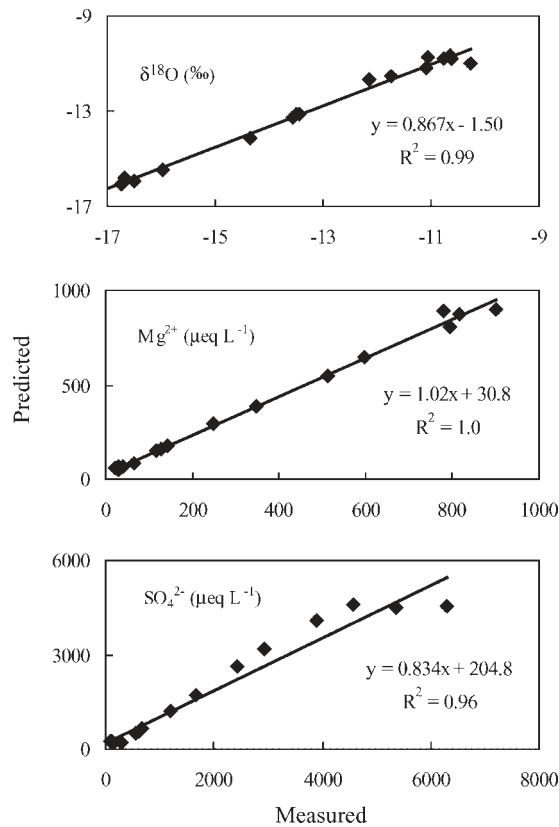 -9
δ¹⁸O (‰)
-13
y = 0.867x - 1.50
R² = 0.99
-17
-17 -15 -13 -11 -9
1000
Mg²⁺ (μeq L⁻¹)
500
y = 1.02x + 30.8
R² = 1.0
0
0 200 400 600 800 1000
Predicted
6000
SO₄²⁻ (μeq L⁻¹)
3000
y = 0.834x + 204.8
R² = 0.96
0
0 2000 4000 6000 8000
Measured